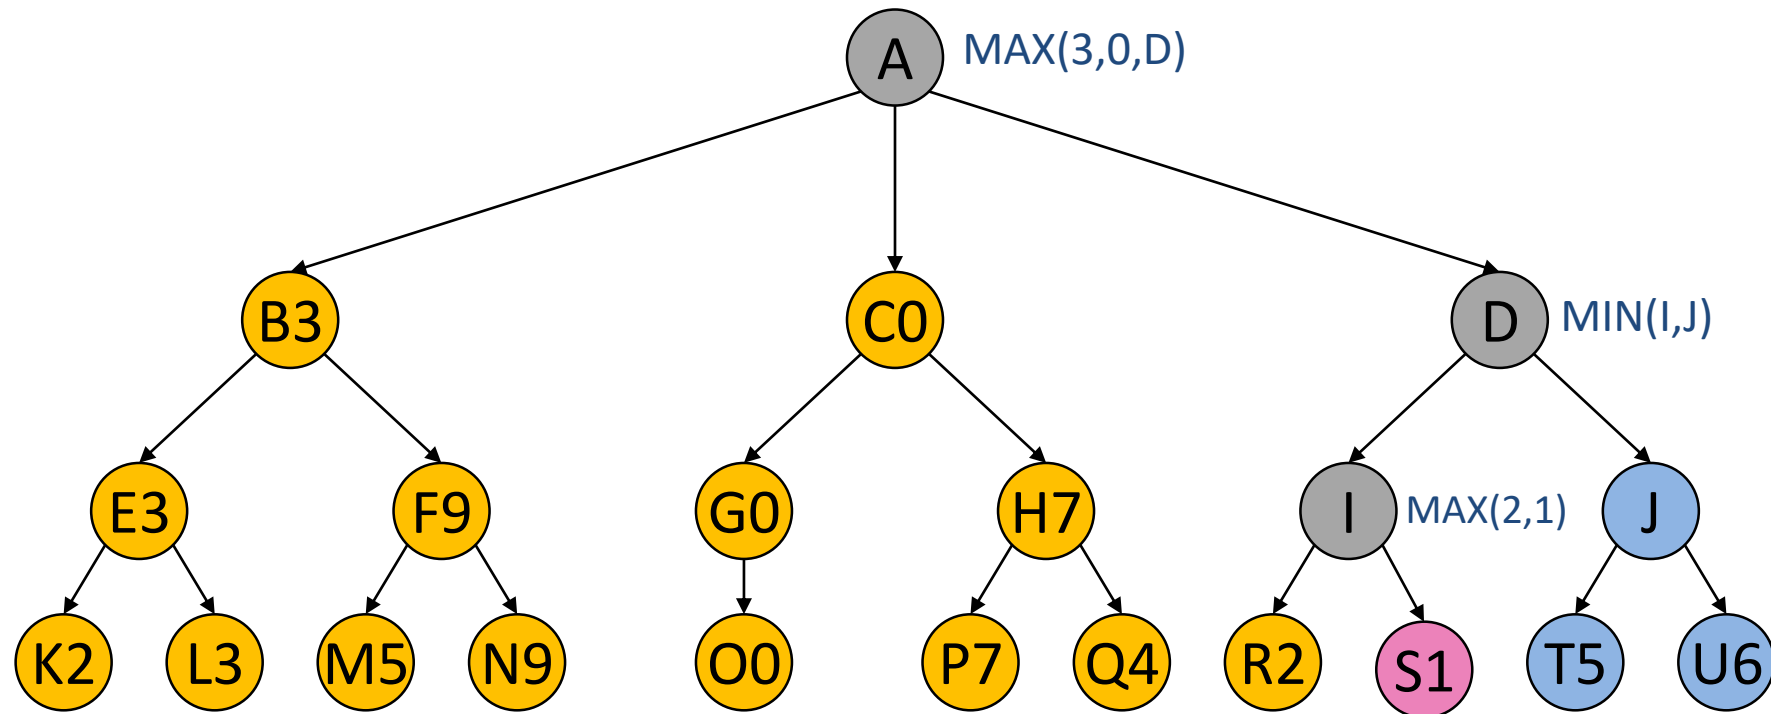 A MAX(3,0,D)
B3 C0 D MIN(I,J)
E3 F9 G0 H7 I MAX(2,1) J
K2 L3 M5 N9 O0 P7 Q4 R2 S1 T5 U6